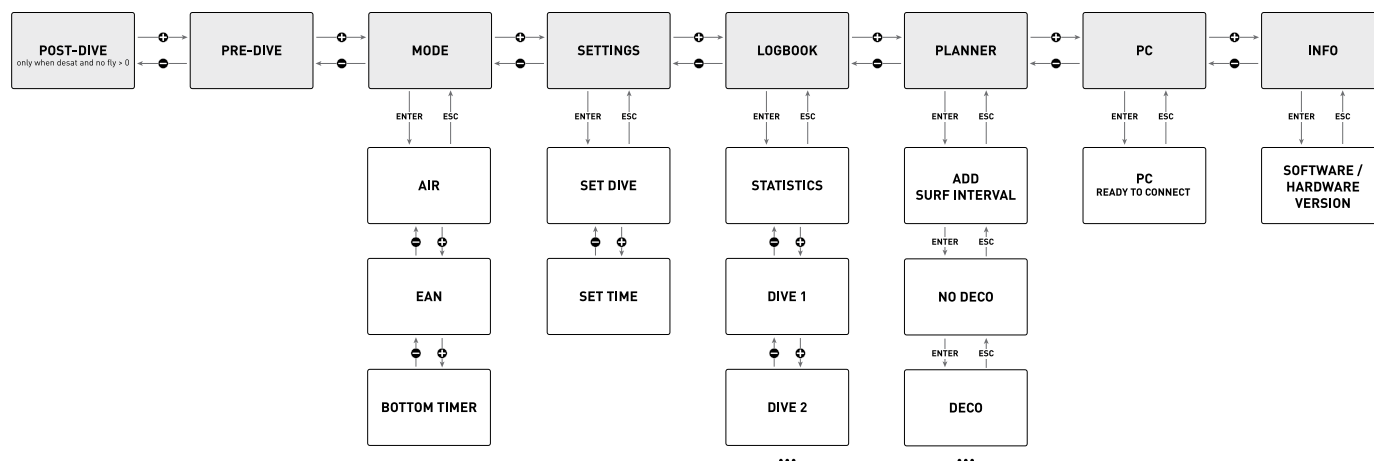 POST-DIVE
only when desat and no fly > 0
+
-
PRE-DIVE
+
-
MODE
+
-
SETTINGS
+
-
LOGBOOK
+
-
PLANNER
+
-
PC
+
-
INFO
ENTER ESC
ENTER ESC
ENTER ESC
ENTER ESC
ENTER ESC
ENTER ESC
AIR
SET DIVE
STATISTICS
ADD
SURF INTERVAL
PC
READY TO CONNECT
SOFTWARE /
HARDWARE
VERSION
- +
- +
- +
ENTER ESC
EAN
SET TIME
DIVE 1
NO DECO
- +
- +
ENTER ESC
BOTTOM TIMER
DIVE 2
DECO
...
...